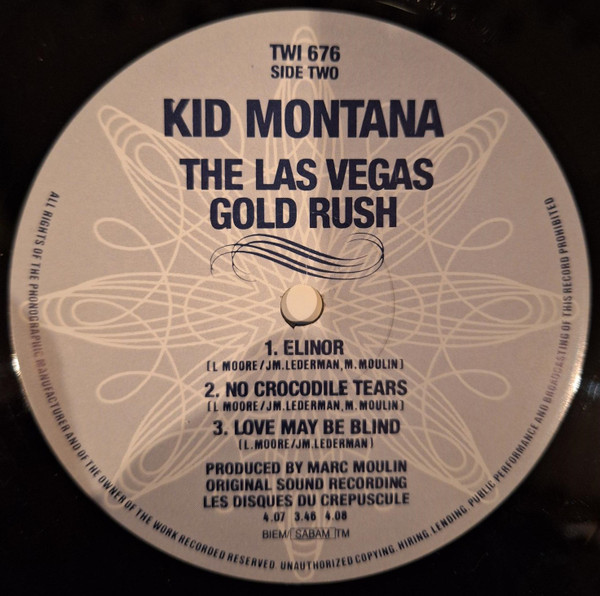 TWI 676
SIDE TWO
KID MONTANA
THE LAS VEGAS
GOLD RUSH
1. ELINOR
(L MOORE/JM.LEDERMAN,M.MOULIN)
2. NO CROCODILE TEARS
(L MOORE/JM.LEDERMAN,M.MOULIN)
3. LOVE MAY BE BLIND
(L.MOORE/JM.LEDERMAN)
PRODUCED BY MARC MOULIN
ORIGINAL SOUND RECORDING
LES DISQUES DU CREPUSCULE
4.07 3.46 4.08
BIEM/SABAM TM
ALL RIGHTS OF THE PHONOGRAPHIC MANUFACTURER AND OF THE OWNER OF THE WORK RECORDED RESERVED. UNAUTHORIZED COPYING, HIRING, LENDING, PUBLIC PERFORMANCE AND BROADCASTING OF THIS RECORD PROHIBITED